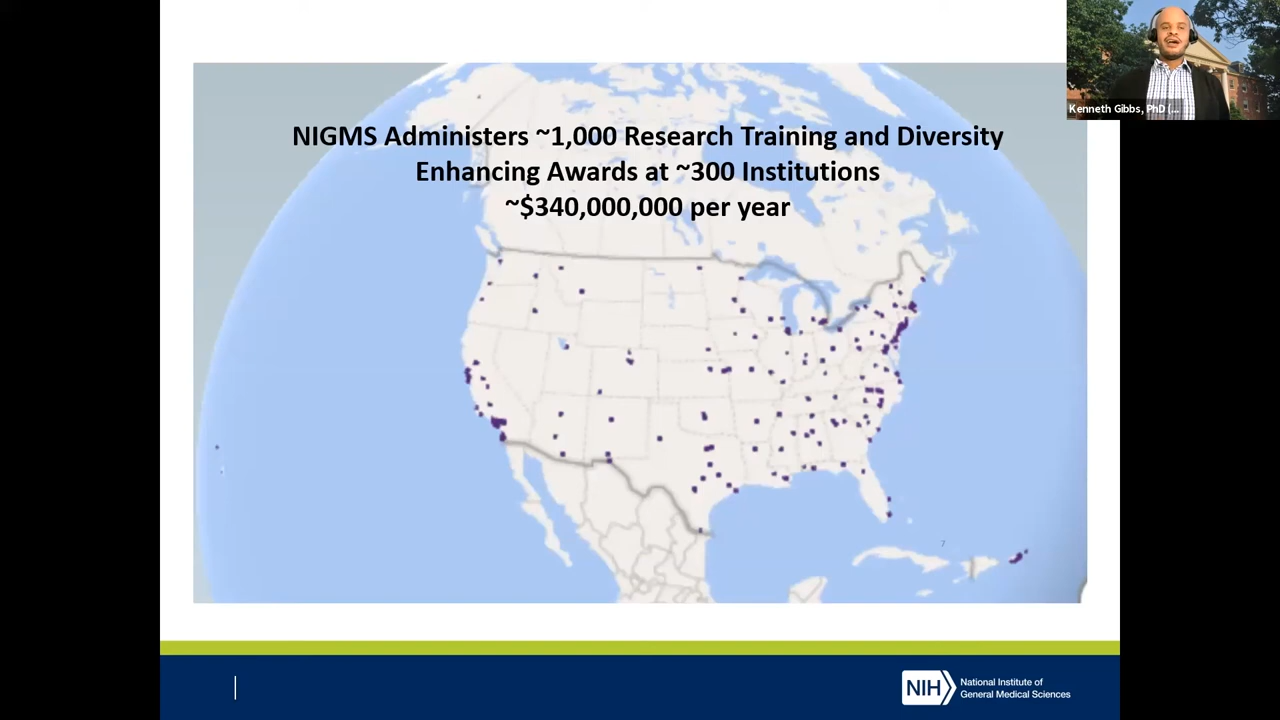 NIGMS Administers ~1,000 Research Training and Diversity
Enhancing Awards at ~300 Institutions
~$340,000,000 per year
Kenneth Gibbs, PhD (...
7
NIH
National Institute of
General Medical Sciences